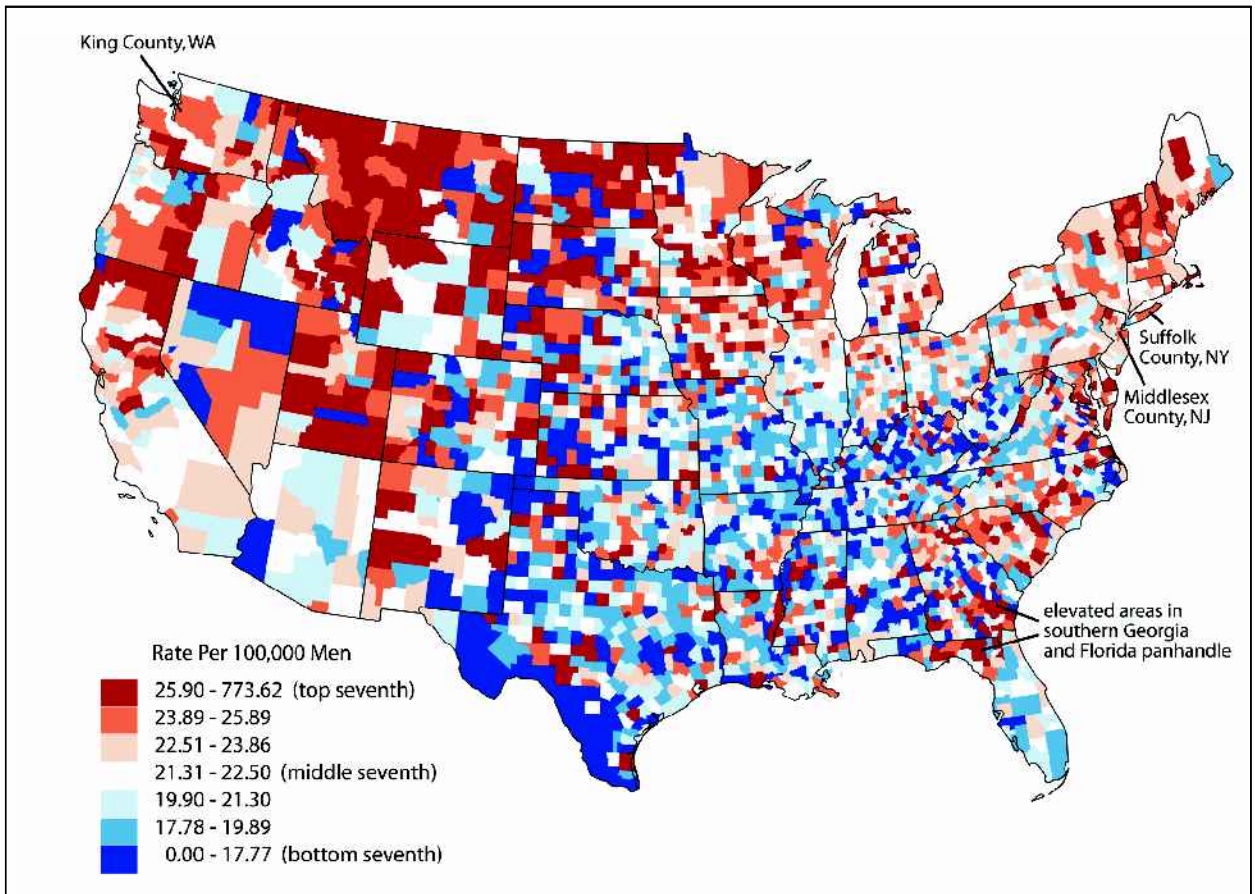 King County, WA
Suffolk
County, NY
Middlesex
County, NJ
elevated areas in
southern Georgia
and Florida panhandle
Rate Per 100,000 Men
25.90 - 773.62 (top seventh)
23.89 - 25.89
22.51 - 23.86
21.31 - 22.50 (middle seventh)
19.90 - 21.30
17.78 - 19.89
0.00 - 17.77 (bottom seventh)